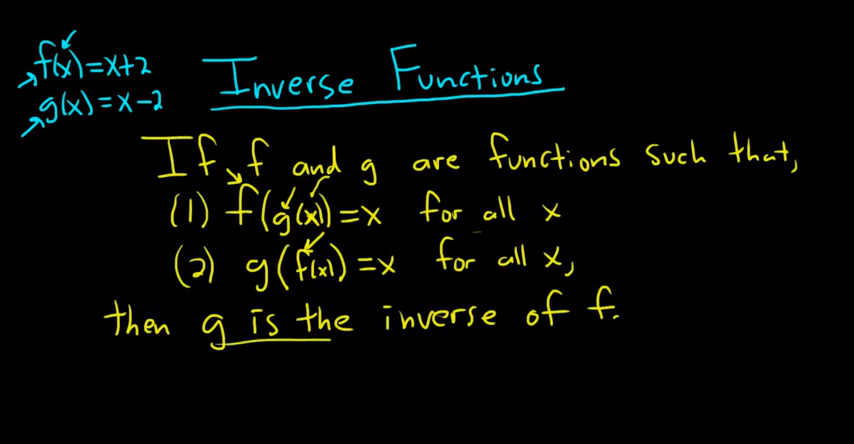 f(x)=x+2
g(x)=x-2
Inverse Functions
If f and g are functions such that,
(1) f(g(x))=x for all x
(2) g(f(x))=x for all x,
then g is the inverse of f.